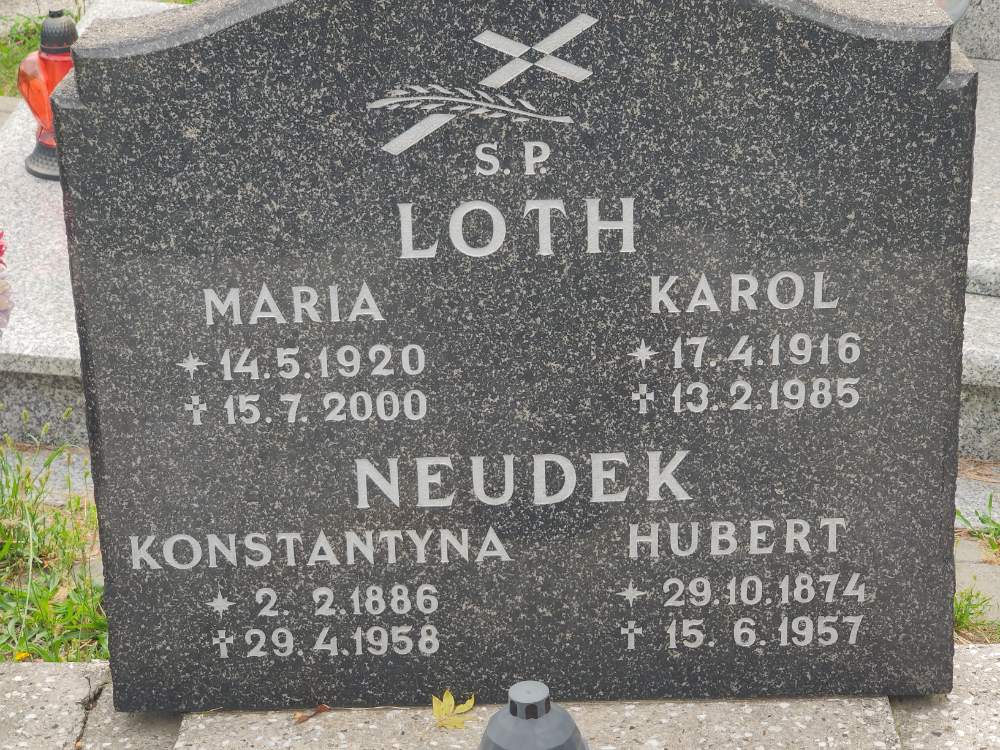 S.P.
LOTH
MARIA KAROL
14.5.1920 17.4.1916
15.7.2000 13.2.1985
NEUDEK
KONSTANTYNA HUBERT
2. 2.1886 29.10.1874
29.4.1958 15.6.1957